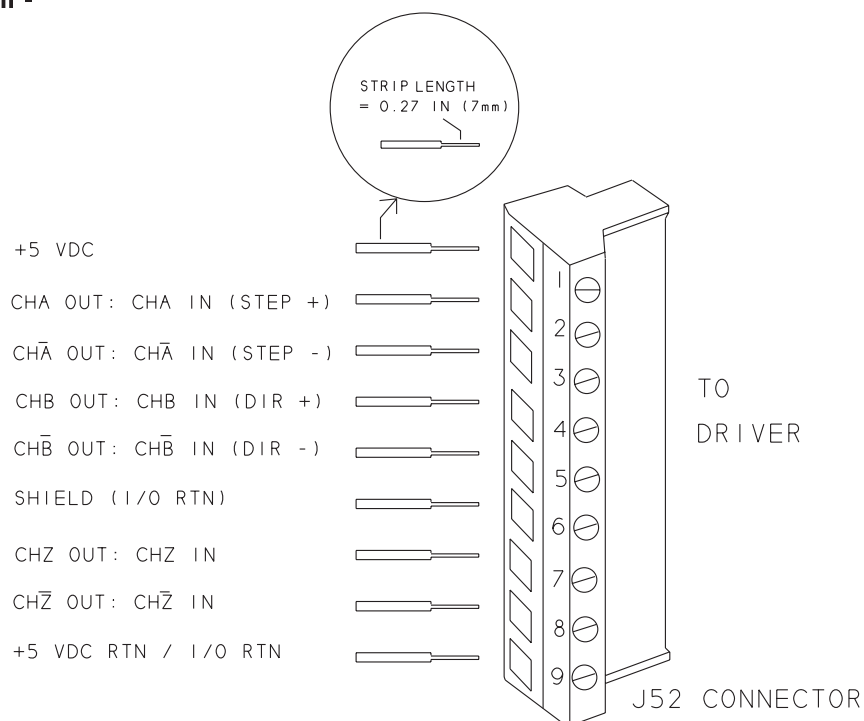 STRIP LENGTH
= 0.27 IN (7mm)
+5 VDC
CHA OUT: CHA IN (STEP +)
CHA̅ OUT: CHA̅ IN (STEP -)
CHB OUT: CHB IN (DIR +)
CHB̅ OUT: CHB̅ IN (DIR -)
SHIELD (I/O RTN)
CHZ OUT: CHZ IN
CHZ̅ OUT: CHZ̅ IN
+5 VDC RTN / I/O RTN
1
2
3
4
5
6
7
8
9
TO
DRIVER
J52 CONNECTOR